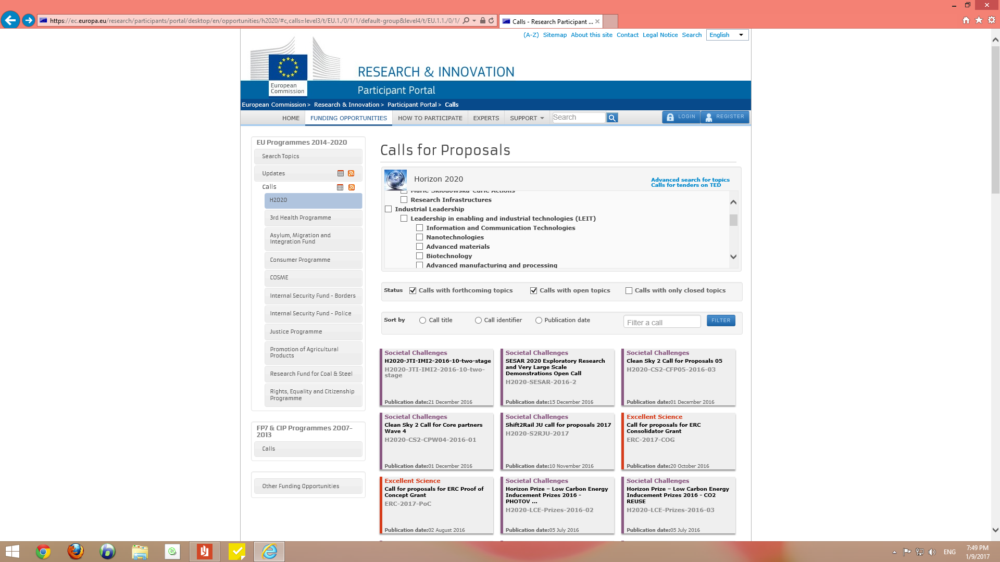 https://ec.europa.eu/research/participants/portal/desktop/en/opportunities/h2020/#c,calls=level3/t/EU.1./0/1/1/default-group&level4/t/EU.1.1./0/1/
Calls - Research Participant ...
(A-Z) Sitemap About this site Contact Legal Notice Search English
RESEARCH & INNOVATION
European
Commission
Participant Portal
European Commission > Research & Innovation > Participant Portal > Calls
HOME FUNDING OPPORTUNITIES HOW TO PARTICIPATE EXPERTS SUPPORT Search LOGIN REGISTER
EU Programmes 2014-2020
Search Topics
Updates
Calls
H2020
3rd Health Programme
Asylum, Migration and
Integration Fund
Consumer Programme
COSME
Internal Security Fund - Borders
Internal Security Fund - Police
Justice Programme
Promotion of Agricultural
Products
Research Fund for Coal & Steel
Rights, Equality and Citizenship
Programme
FP7 & CIP Programmes 2007-
2013
Calls
Other Funding Opportunities
Calls for Proposals
Horizon 2020
Advanced search for topics
Calls for tenders on TED
Marie-Sklodowska-Curie Actions
Research Infrastructures
Industrial Leadership
Leadership in enabling and industrial technologies (LEIT)
Information and Communication Technologies
Nanotechnologies
Advanced materials
Biotechnology
Advanced manufacturing and processing
Status Calls with forthcoming topics Calls with open topics Calls with only closed topics
Sort by Call title Call identifier Publication date Filter a call FILTER
Societal Challenges
H2020-JTI-IMI2-2016-10-two-stage
H2020-JTI-IMI2-2016-10-two-
stage
Publication date:21 December 2016
Societal Challenges
SESAR 2020 Exploratory Research
and Very Large Scale
Demonstrations Open Call
H2020-SESAR-2016-2
Publication date:15 December 2016
Societal Challenges
Clean Sky 2 Call for Proposals 05
H2020-CS2-CFP05-2016-03
Publication date:01 December 2016
Societal Challenges
Clean Sky 2 Call for Core partners
Wave 4
H2020-CS2-CPW04-2016-01
Publication date:01 December 2016
Societal Challenges
Shift2Rail JU call for proposals 2017
H2020-S2RJU-2017
Publication date:10 November 2016
Excellent Science
Call for proposals for ERC
Consolidator Grant
ERC-2017-COG
Publication date:20 October 2016
Excellent Science
Call for proposals for ERC Proof of
Concept Grant
ERC-2017-PoC
Publication date:02 August 2016
Societal Challenges
Horizon Prize – Low Carbon Energy
Inducement Prizes 2016 -
PHOTOV ...
H2020-LCE-Prizes-2016-02
Publication date:05 July 2016
Societal Challenges
Horizon Prize – Low Carbon Energy
Inducement Prizes 2016 - CO2
REUSE
H2020-LCE-Prizes-2016-03
Publication date:05 July 2016
ENG
7:49 PM
1/9/2017